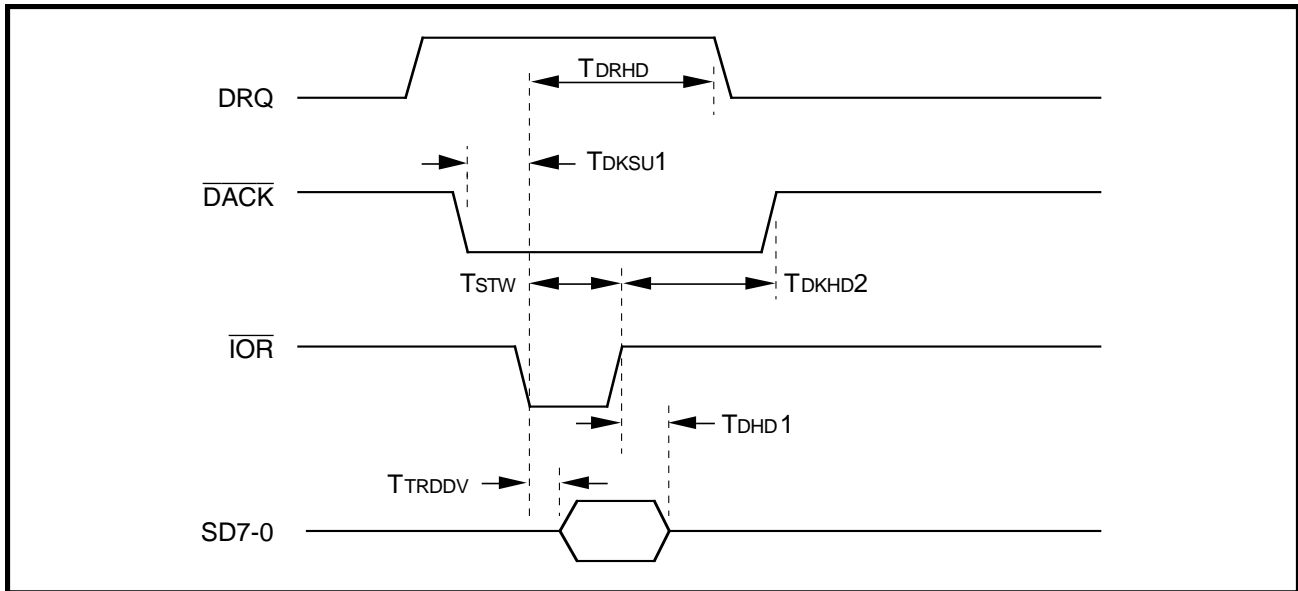 TDRHD
DRQ
TDKSU1
DACK
TSTW
TDKHD2
IOR
TDHD1
TTRDDV
SD7-0